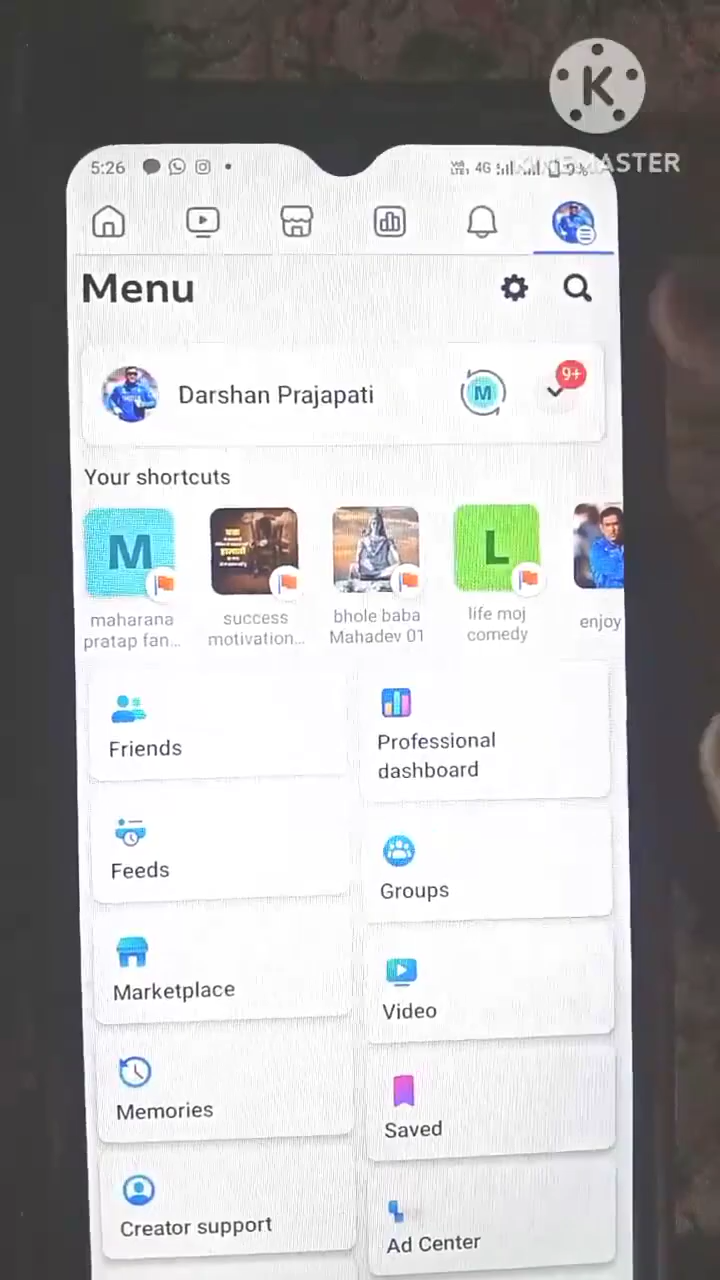 K
KINEMASTER
5:26
4G
Menu
Darshan Prajapati
M
9+
Your shortcuts
M
L
maharana
pratap fan...
success
motivation...
bhole baba
Mahadev 01
life moj
comedy
enjoy
Friends
Professional
dashboard
Feeds
Groups
Marketplace
Video
Memories
Saved
Creator support
Ad Center